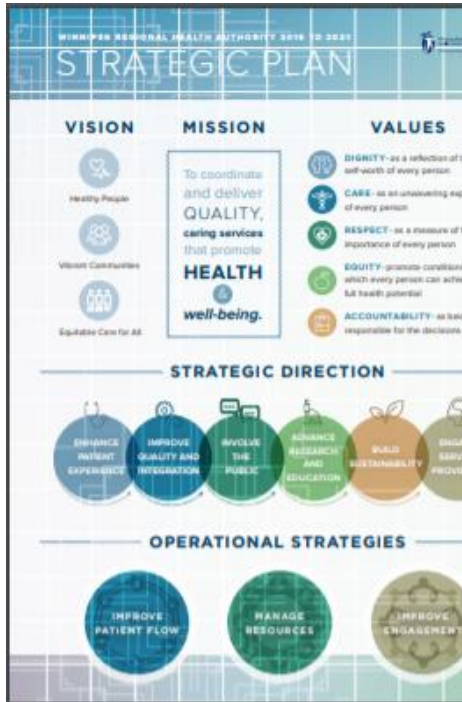 WINNIPEG REGIONAL HEALTH AUTHORITY 2016 TO 2021
STRATEGIC PLAN
VISION
Healthy People
Vibrant Communities
Equitable Care for All
MISSION
To coordinate
and deliver
QUALITY,
caring services
that promote
HEALTH
&
well-being.
VALUES
DIGNITY- as a reflection of t
self-worth of every person
CARE- as an unwavering exp
of every person
RESPECT- as a measure of t
importance of every person
EQUITY- promote condition
which every person can achie
full health potential
ACCOUNTABILITY- as
responsible for the decisions
STRATEGIC DIRECTION
ENHANCE
PATIENT
EXPERIENCE
IMPROVE
QUALITY AND
INTEGRATION
INVOLVE
THE
PUBLIC
ADVANCE
RESEARCH
AND
EDUCATION
BUILD
SUSTAINABILITY
ENGA
SERV
PROVI
OPERATIONAL STRATEGIES
IMPROVE
PATIENT FLOW
MANAGE
RESOURCES
IMPROVE
ENGAGEMENT